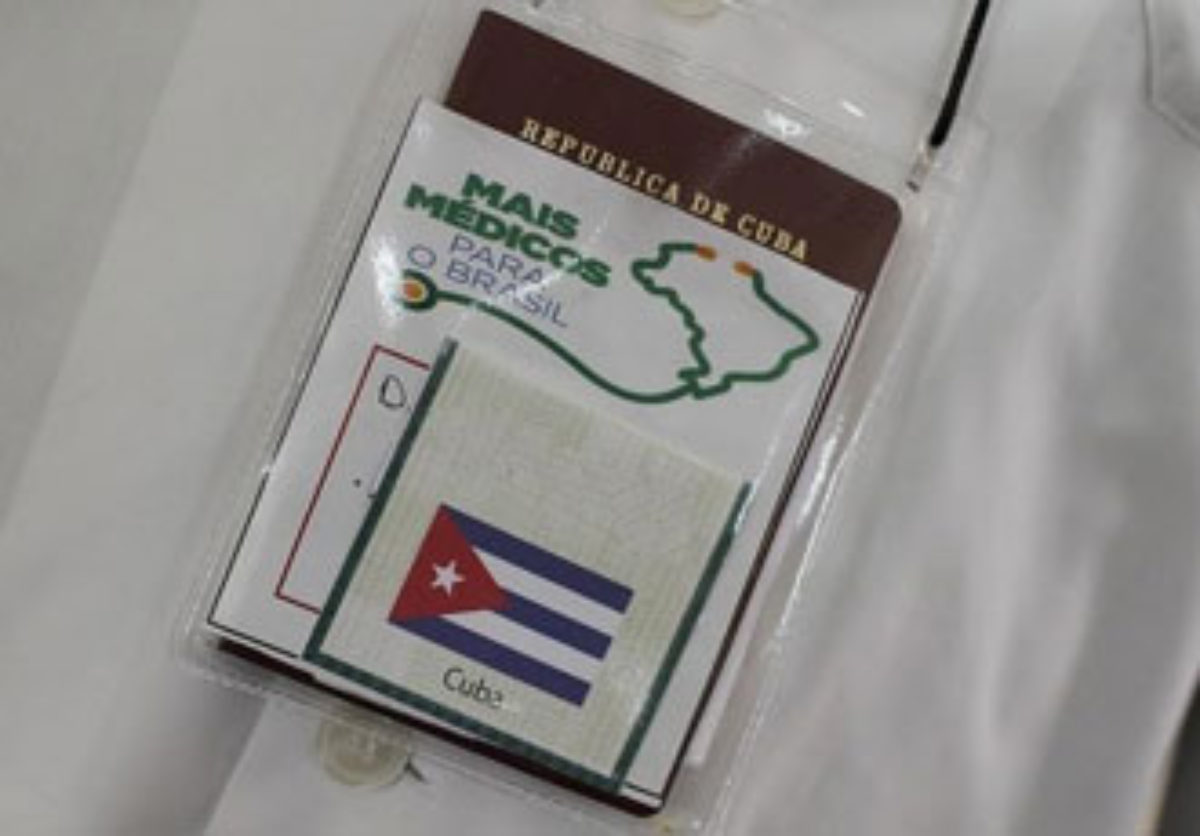 REPUBLICA DE CUBA
MAIS
MÉDICOS
PARA
O BRASIL
D
Cuba